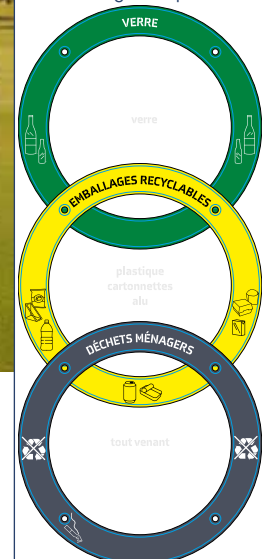 VERRE
verre
EMBALLAGES RECYCLABLES
plastique
cartonnettes
alu
DÉCHETS MÉNAGERS
tout venant